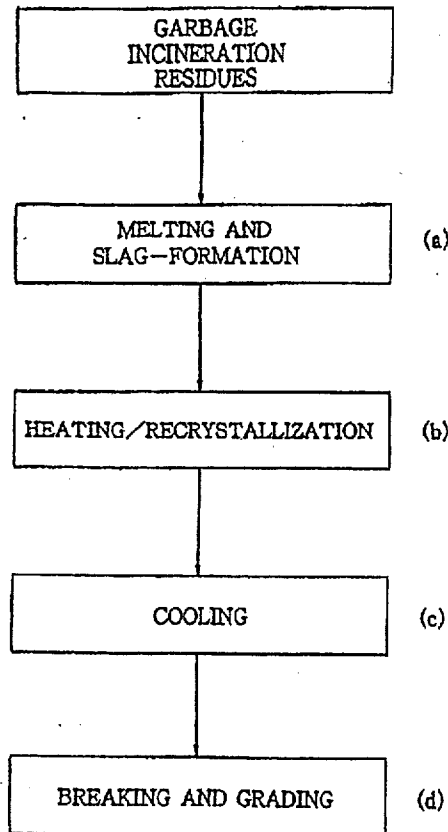 GARBAGE
INCINERATION
RESIDUES
MELTING AND
SLAG-FORMATION
(a)
HEATING/RECRYSTALLIZATION
(b)
COOLING
(c)
BREAKING AND GRADING
(d)